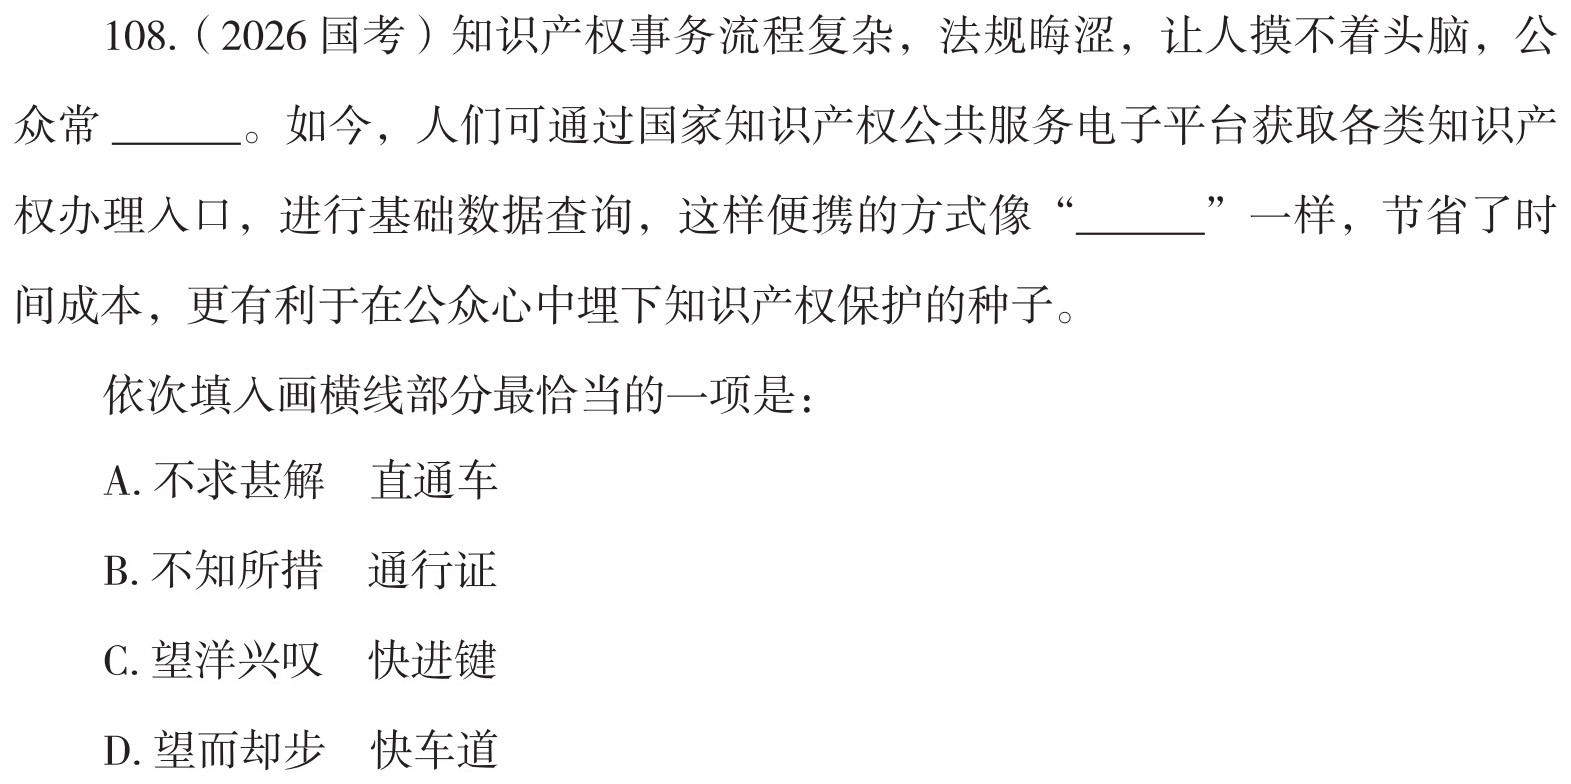 108.（2026 国考）知识产权事务流程复杂，法规晦涩，让人摸不着头脑，公
众常 ______。如今，人们可通过国家知识产权公共服务电子平台获取各类知识产
权办理入口，进行基础数据查询，这样便携的方式像“______”一样，节省了时
间成本，更有利于在公众心中埋下知识产权保护的种子。
依次填入画横线部分最恰当的一项是：
A. 不求甚解　直通车
B. 不知所措　通行证
C. 望洋兴叹　快进键
D. 望而却步　快车道